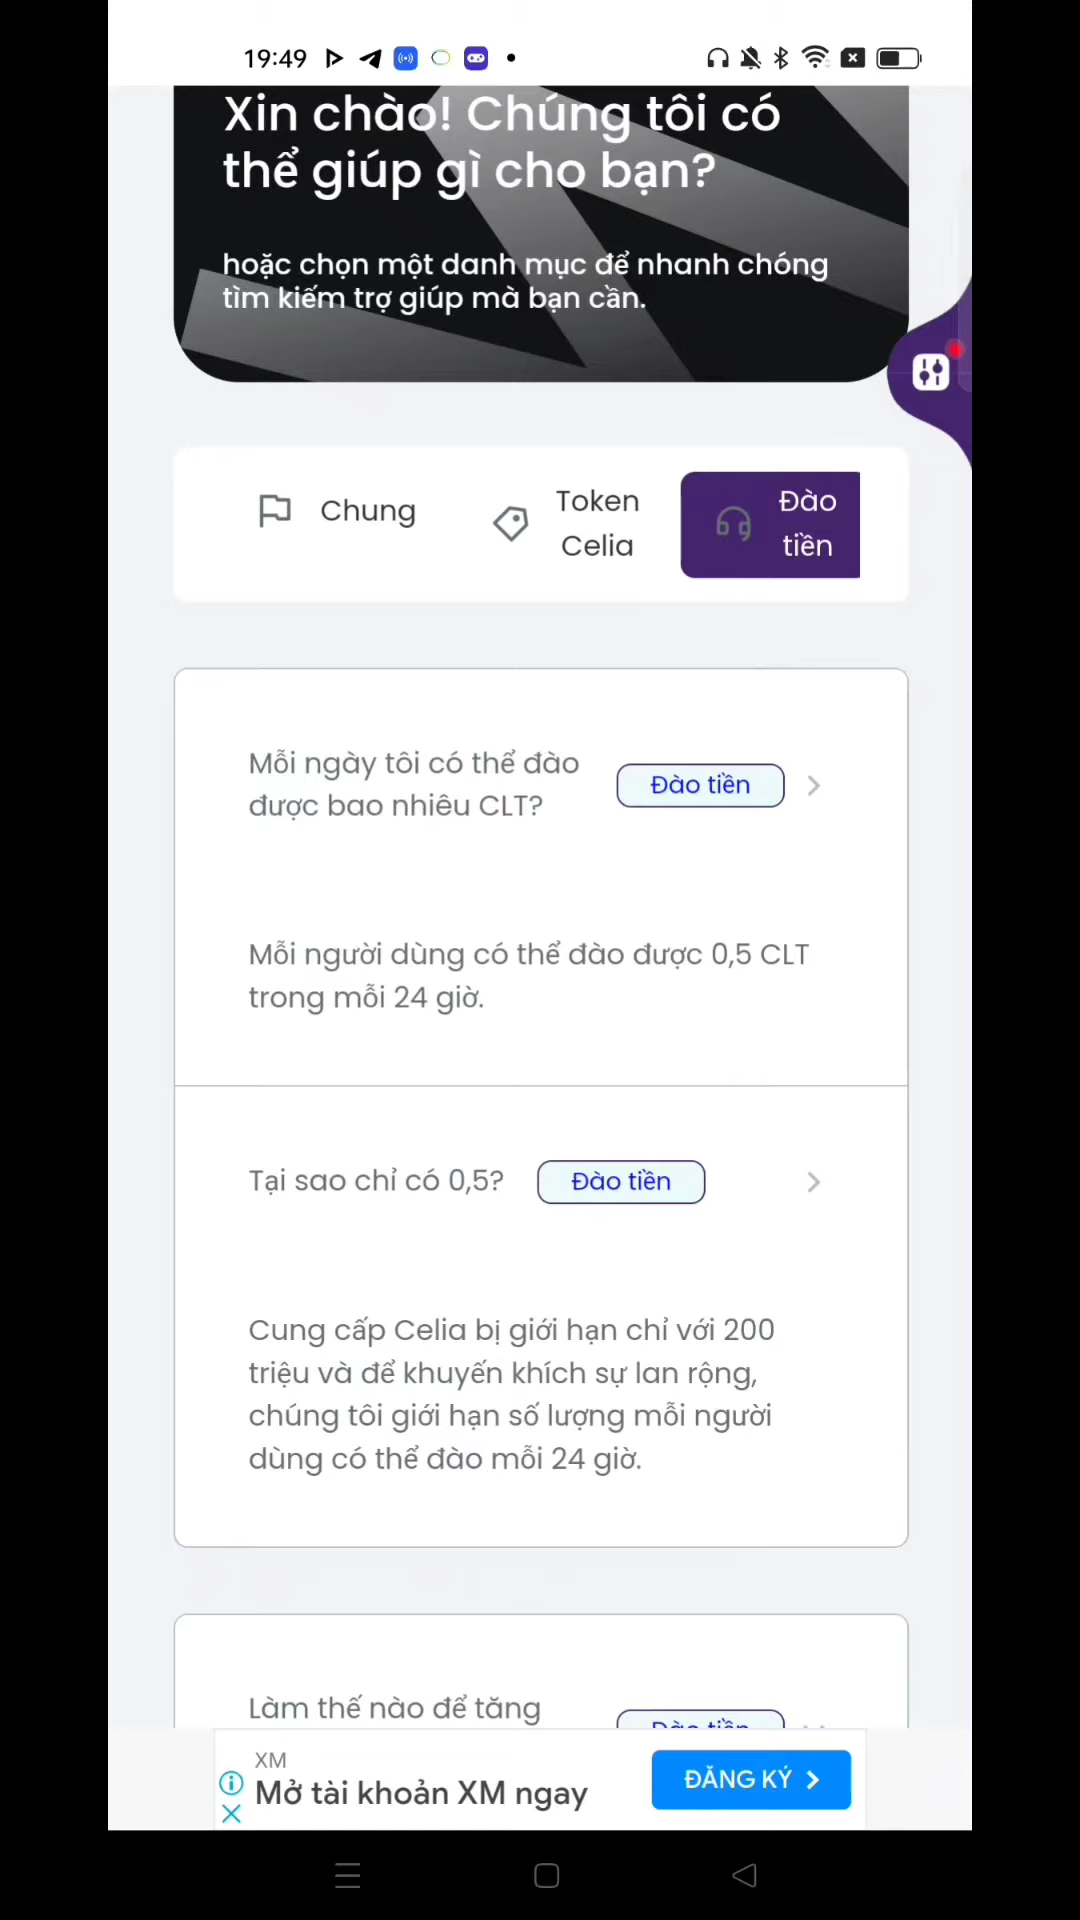 19:49
Xin chào! Chúng tôi có
thể giúp gì cho bạn?
hoặc chọn một danh mục để nhanh chóng
tìm kiếm trợ giúp mà bạn cần.
Chung
Token
Celia
Đào
tiền
Mỗi ngày tôi có thể đào
được bao nhiêu CLT?
Đào tiền
Mỗi người dùng có thể đào được 0,5 CLT
trong mỗi 24 giờ.
Tại sao chỉ có 0,5?
Đào tiền
Cung cấp Celia bị giới hạn chỉ với 200
triệu và để khuyến khích sự lan rộng,
chúng tôi giới hạn số lượng mỗi người
dùng có thể đào mỗi 24 giờ.
Làm thế nào để tăng
Đào tiền
XM
Mở tài khoản XM ngay
ĐĂNG KÝ